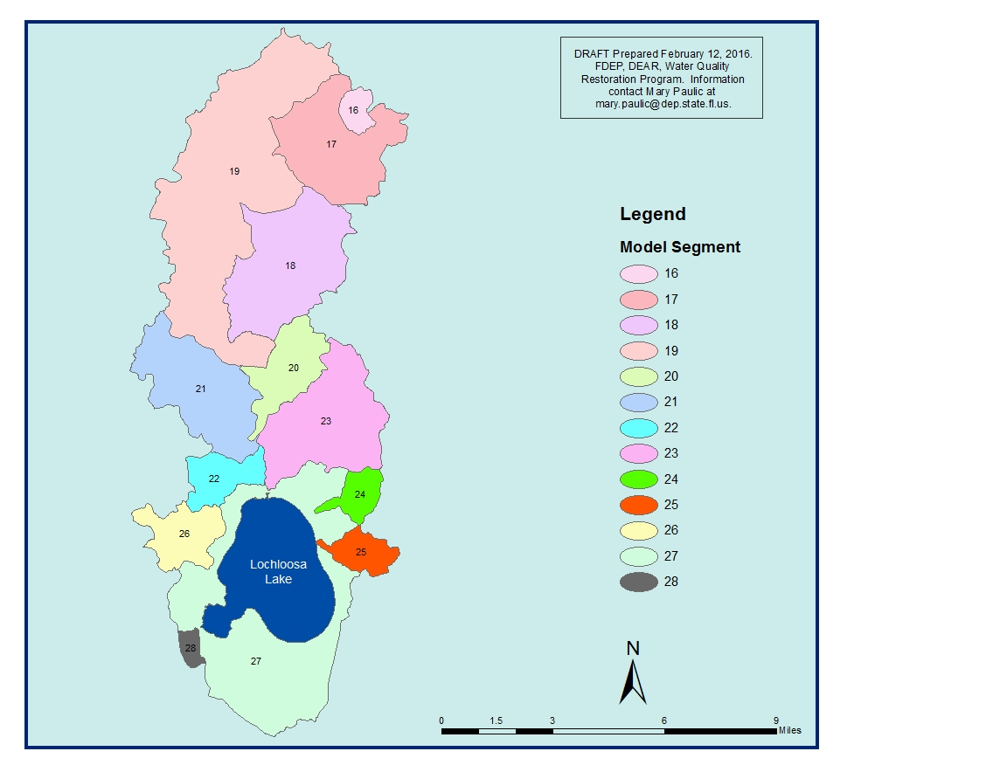 DRAFT Prepared February 12, 2016.
FDEP, DEAR, Water Quality
Restoration Program. Information
contact Mary Paulic at
mary.paulic@dep.state.fl.us.
16
17
19
18
20
21
23
22
24
26
25
Lochloosa
Lake
28
27
Legend
Model Segment
16
17
18
19
20
21
22
23
24
25
26
27
28
N
0 1.5 3 6 9
Miles